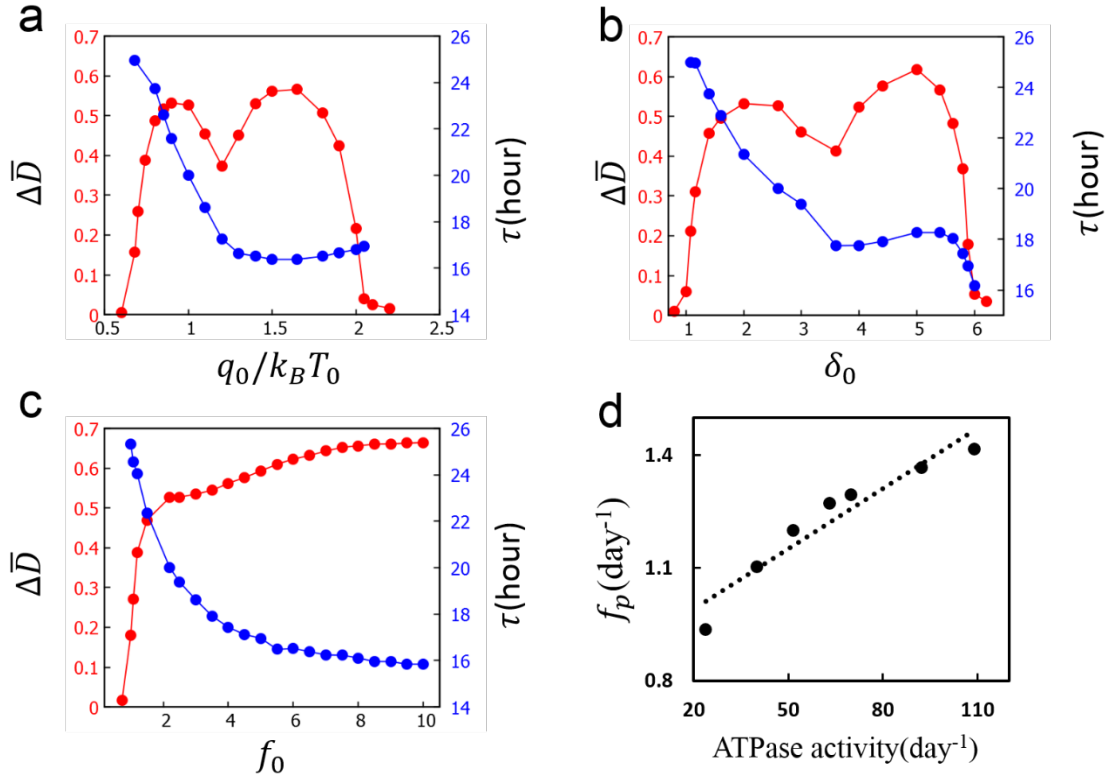 a
0.7
0.6
0.5
0.4
0.3
0.2
0.1
0
ΔD̅
26
24
22
20
18
16
14
τ(hour)
0.5 1 1.5 2 2.5
q₀/k_BT₀
b
0.7
0.6
0.5
0.4
0.3
0.2
0.1
0
ΔD̅
26
24
22
20
18
16
τ(hour)
1 2 3 4 5 6
δ₀
c
0.7
0.6
0.5
0.4
0.3
0.2
0.1
0
ΔD̅
26
24
22
20
18
16
14
τ(hour)
2 4 6 8 10
f₀
d
1.4
1.1
0.8
f_p(day⁻¹)
20 50 80 110
ATPase activity(day⁻¹)